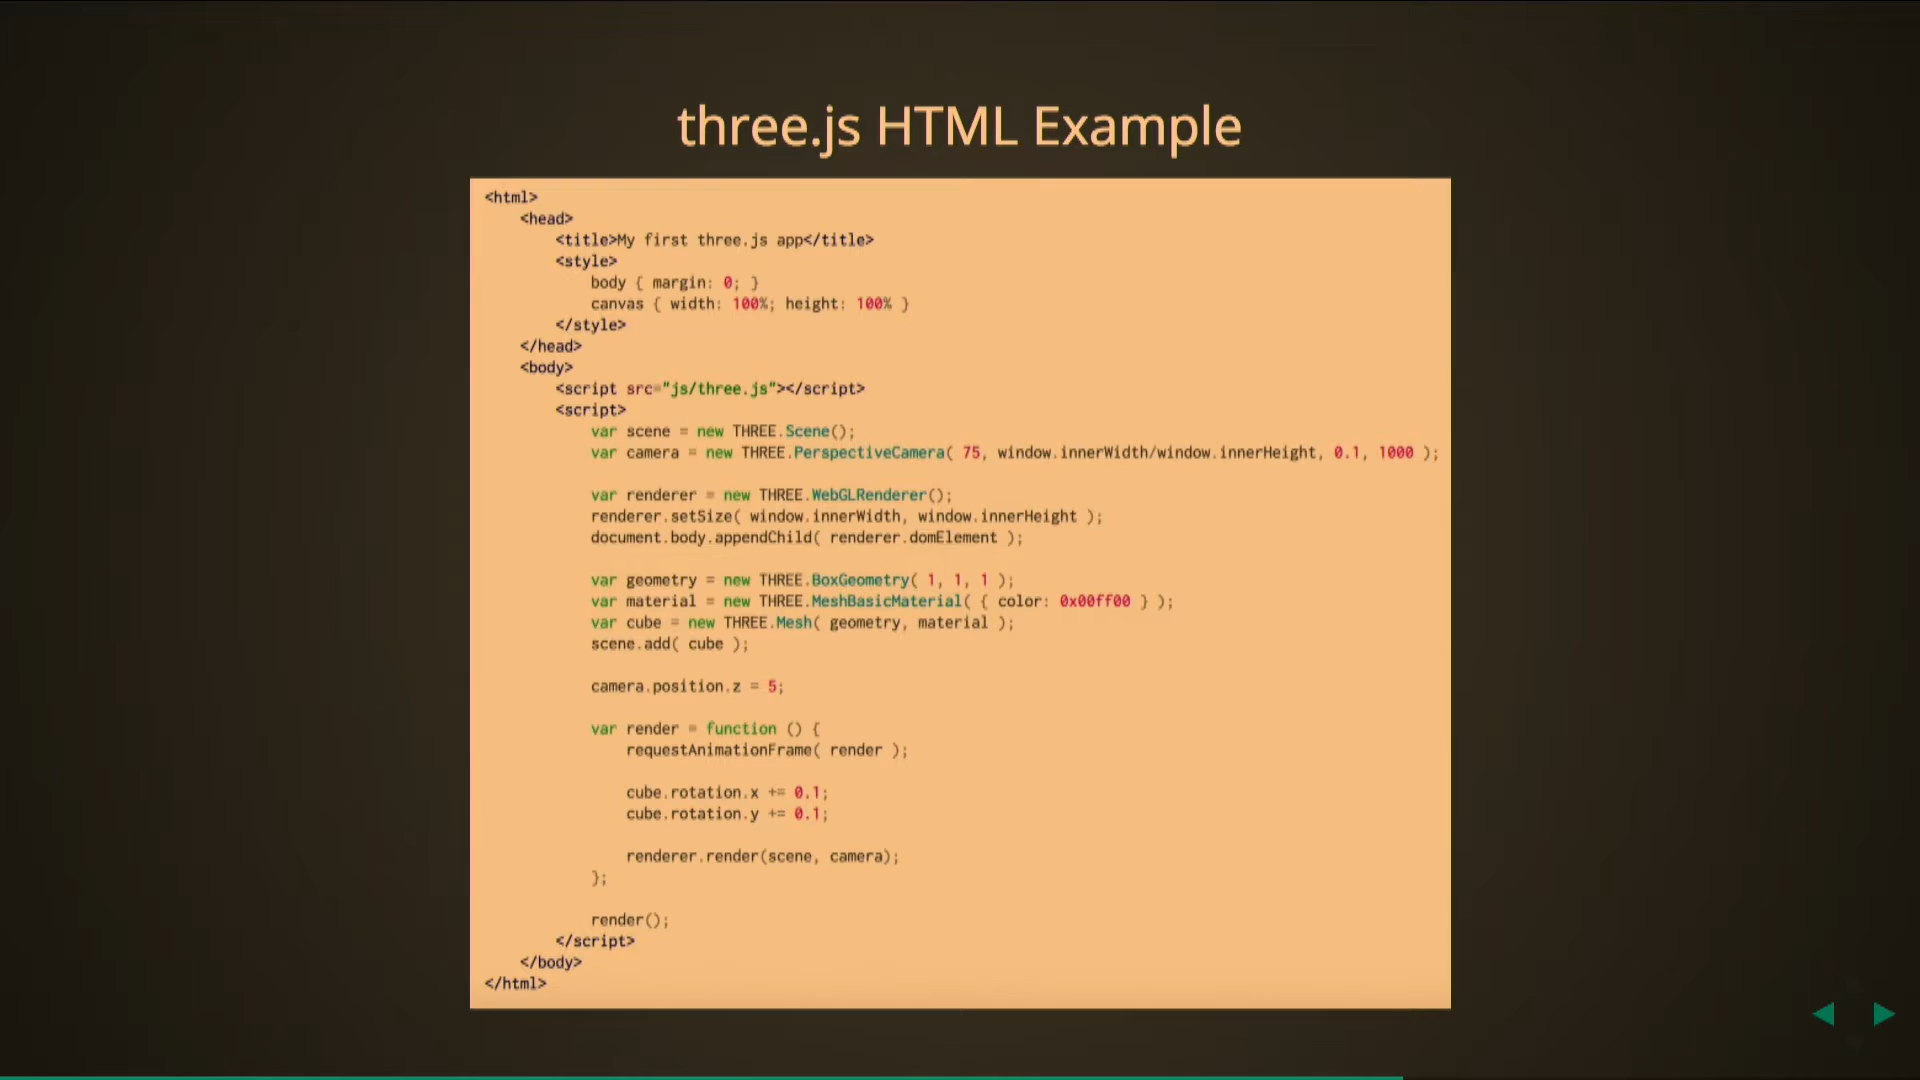 three.js HTML Example
<html>
<head>
<title>My first three.js app</title>
<style>
body { margin: 0; }
canvas { width: 100%; height: 100% }
</style>
</head>
<body>
<script src="js/three.js"></script>
<script>
var scene = new THREE.Scene();
var camera = new THREE.PerspectiveCamera( 75, window.innerWidth/window.innerHeight, 0.1, 1000 );
var renderer = new THREE.WebGLRenderer();
renderer.setSize( window.innerWidth, window.innerHeight );
document.body.appendChild( renderer.domElement );
var geometry = new THREE.BoxGeometry( 1, 1, 1 );
var material = new THREE.MeshBasicMaterial( { color: 0x00ff00 } );
var cube = new THREE.Mesh( geometry, material );
scene.add( cube );
camera.position.z = 5;
var render = function () {
requestAnimationFrame( render );
cube.rotation.x += 0.1;
cube.rotation.y += 0.1;
renderer.render(scene, camera);
};
render();
</script>
</body>
</html>